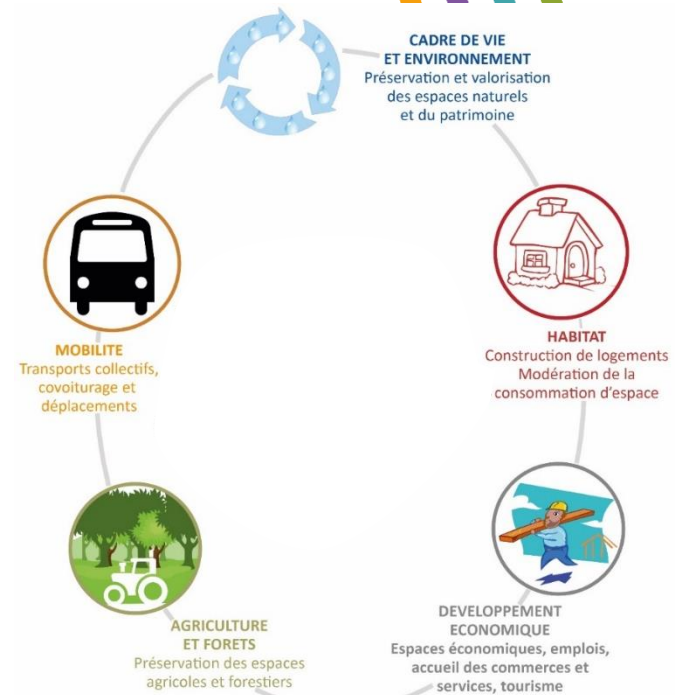 CADRE DE VIE
ET ENVIRONNEMENT
Préservation et valorisation
des espaces naturels
et du patrimoine
HABITAT
Construction de logements
Modération de la
consommation d'espace
DEVELOPPEMENT
ECONOMIQUE
Espaces économiques, emplois,
accueil des commerces et
services, tourisme
AGRICULTURE
ET FORETS
Préservation des espaces
agricoles et forestiers
MOBILITE
Transports collectifs,
covoiturage et
déplacements